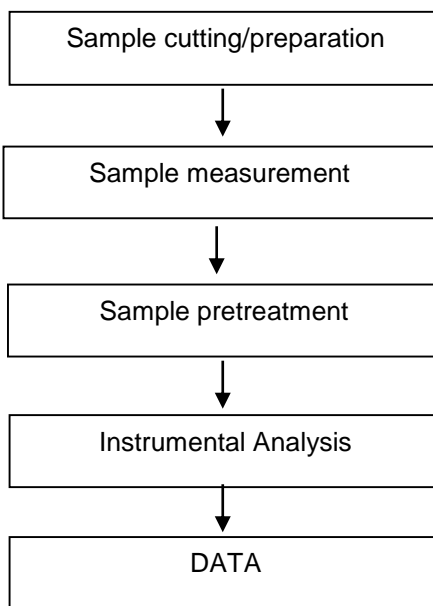 Sample cutting/preparation
Sample measurement
Sample pretreatment
Instrumental Analysis
DATA